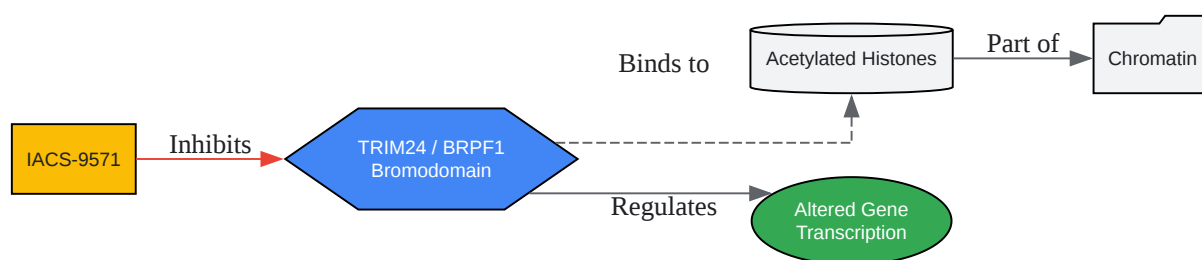 IACS-9571
Inhibits
TRIM24 / BRPF1
Bromodomain
Binds to
Acetylated Histones
Part of
Chromatin
Regulates
Altered Gene
Transcription